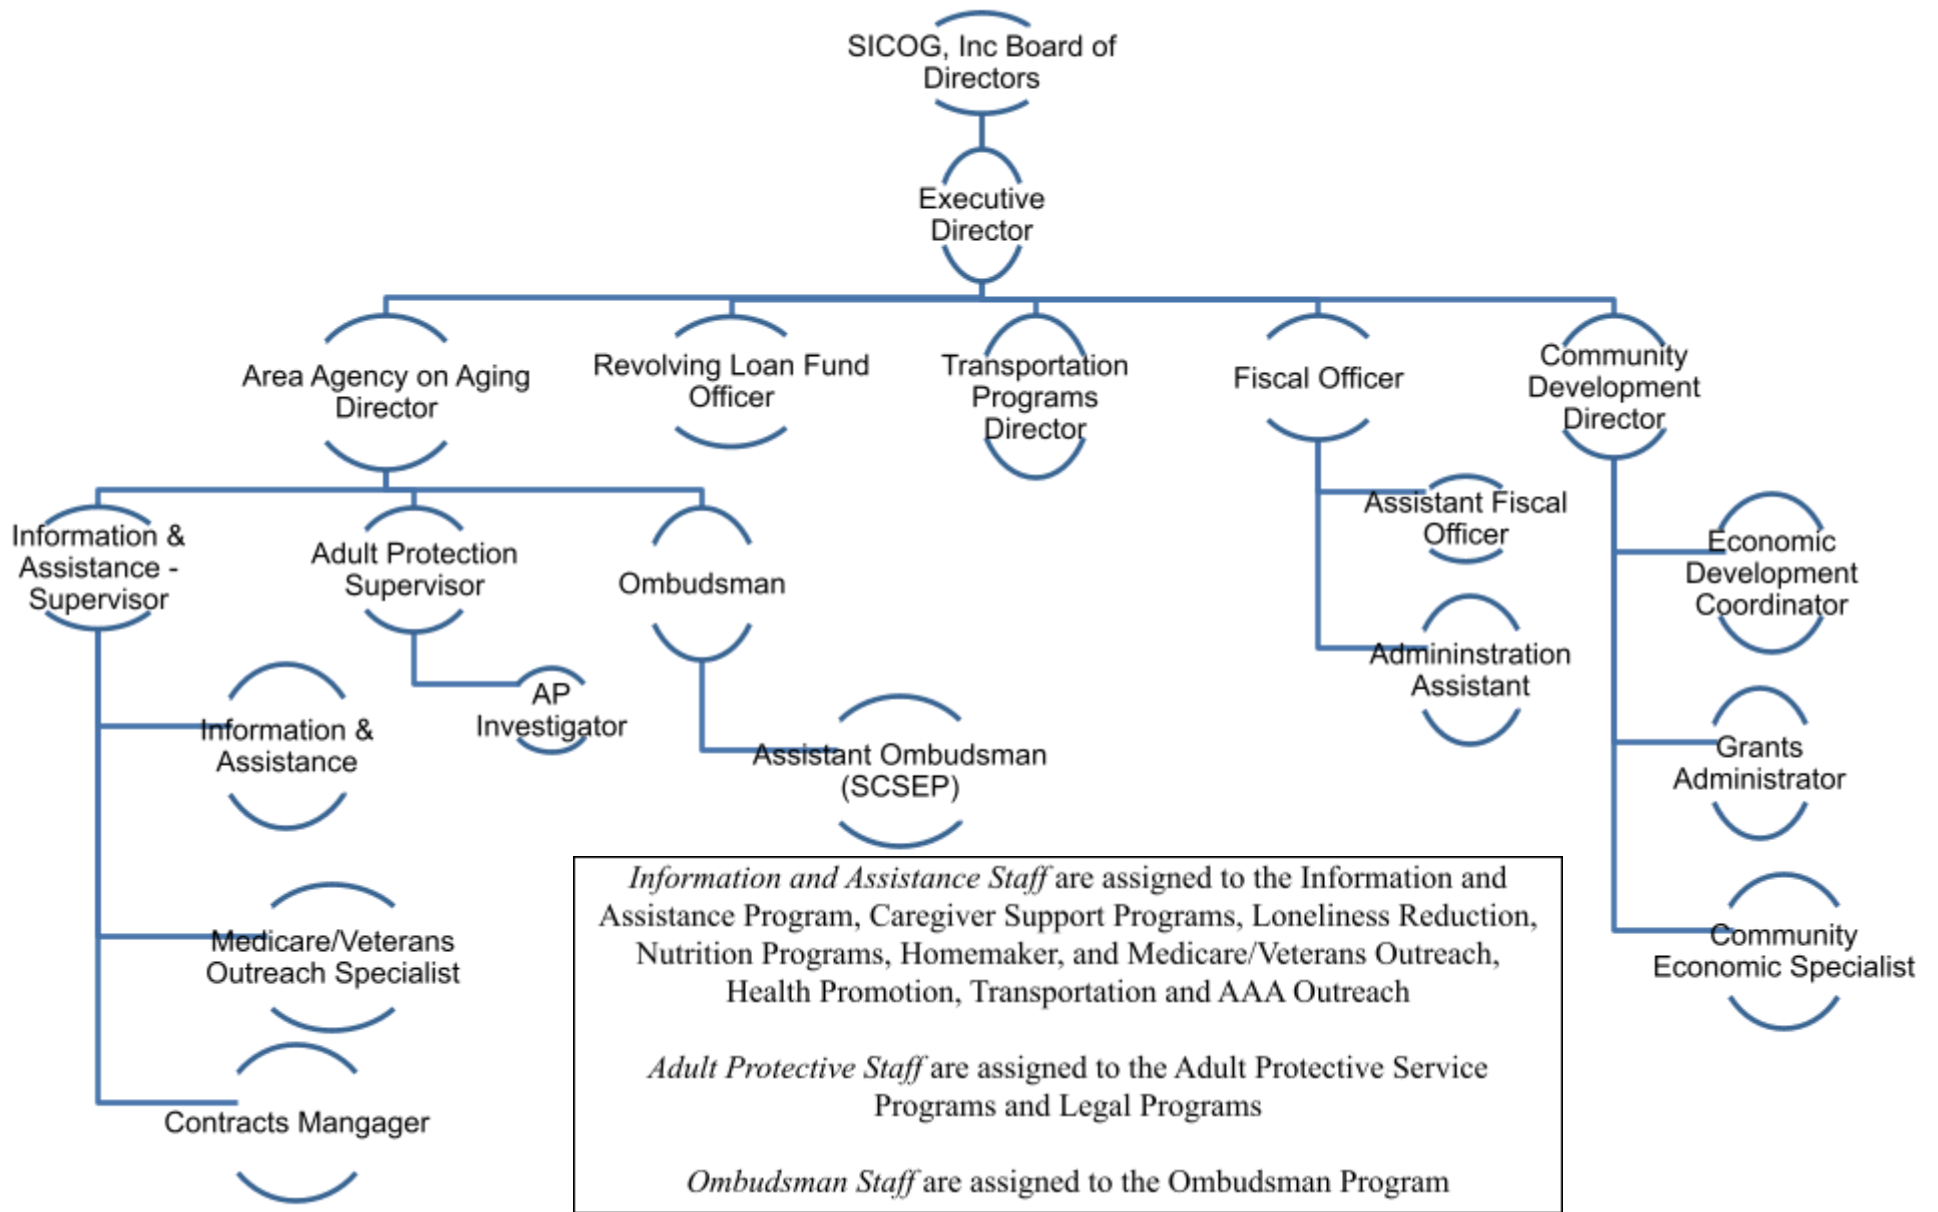 SICOG, Inc Board of
Directors
Executive
Director
Area Agency on Aging
Director
Revolving Loan Fund
Officer
Transportation
Programs
Director
Fiscal Officer
Community
Development
Director
Information &
Assistance -
Supervisor
Adult Protection
Supervisor
Ombudsman
Assistant Fiscal
Officer
Economic
Development
Coordinator
Information &
Assistance
AP
Investigator
Assistant Ombudsman
(SCSEP)
Admininstration
Assistant
Grants
Administrator
Medicare/Veterans
Outreach Specialist
Community
Economic Specialist
Contracts Mangager
Information and Assistance Staff are assigned to the Information and
Assistance Program, Caregiver Support Programs, Loneliness Reduction,
Nutrition Programs, Homemaker, and Medicare/Veterans Outreach,
Health Promotion, Transportation and AAA Outreach
Adult Protective Staff are assigned to the Adult Protective Service
Programs and Legal Programs
Ombudsman Staff are assigned to the Ombudsman Program